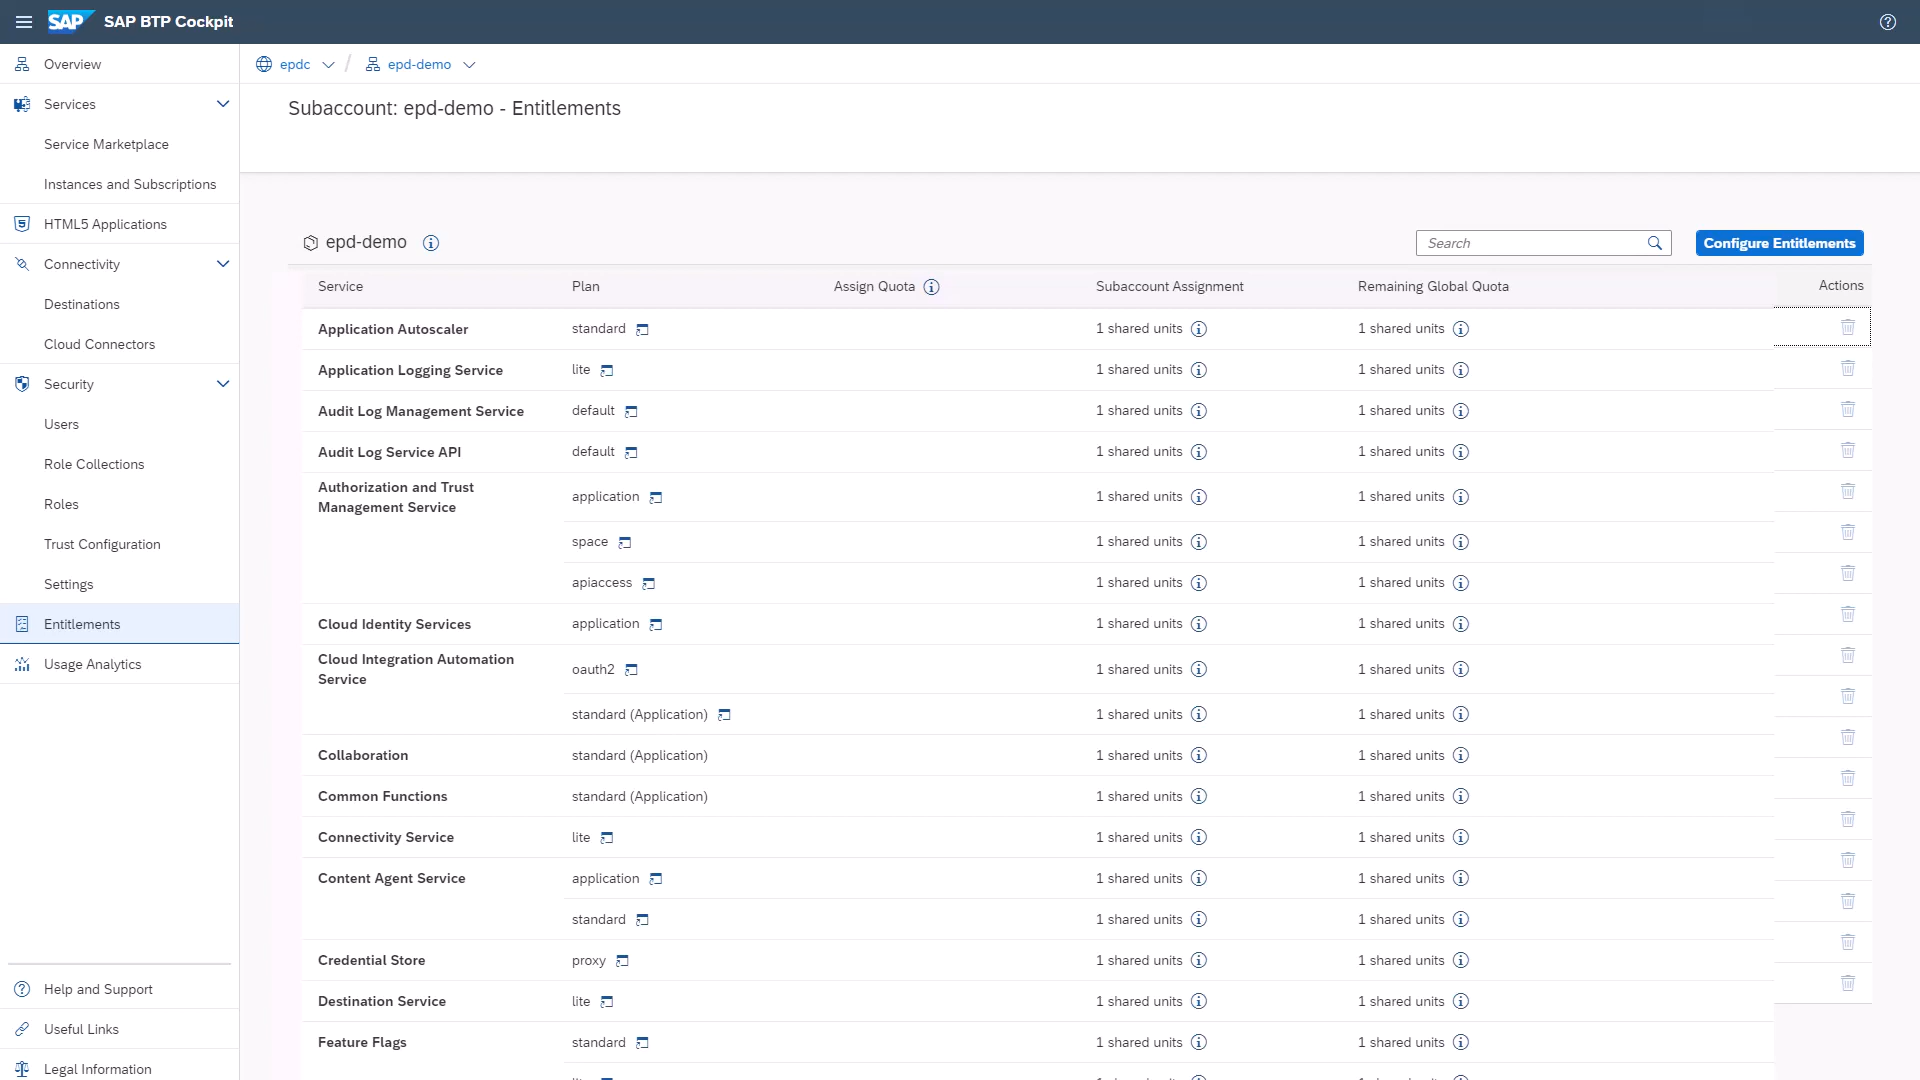 SAP SAP BTP Cockpit
Overview
Services
Service Marketplace
Instances and Subscriptions
HTML5 Applications
Connectivity
Destinations
Cloud Connectors
Security
Users
Role Collections
Roles
Trust Configuration
Settings
Entitlements
Usage Analytics
Help and Support
Useful Links
Legal Information
epdc / epd-demo
Subaccount: epd-demo - Entitlements
epd-demo
Search
Configure Entitlements
Service Plan Assign Quota Subaccount Assignment Remaining Global Quota Actions
Application Autoscaler standard 1 shared units 1 shared units
Application Logging Service lite 1 shared units 1 shared units
Audit Log Management Service default 1 shared units 1 shared units
Audit Log Service API default 1 shared units 1 shared units
Authorization and Trust
Management Service application 1 shared units 1 shared units
space 1 shared units 1 shared units
apiaccess 1 shared units 1 shared units
Cloud Identity Services application 1 shared units 1 shared units
Cloud Integration Automation
Service oauth2 1 shared units 1 shared units
standard (Application) 1 shared units 1 shared units
Collaboration standard (Application) 1 shared units 1 shared units
Common Functions standard (Application) 1 shared units 1 shared units
Connectivity Service lite 1 shared units 1 shared units
Content Agent Service application 1 shared units 1 shared units
standard 1 shared units 1 shared units
Credential Store proxy 1 shared units 1 shared units
Destination Service lite 1 shared units 1 shared units
Feature Flags standard 1 shared units 1 shared units